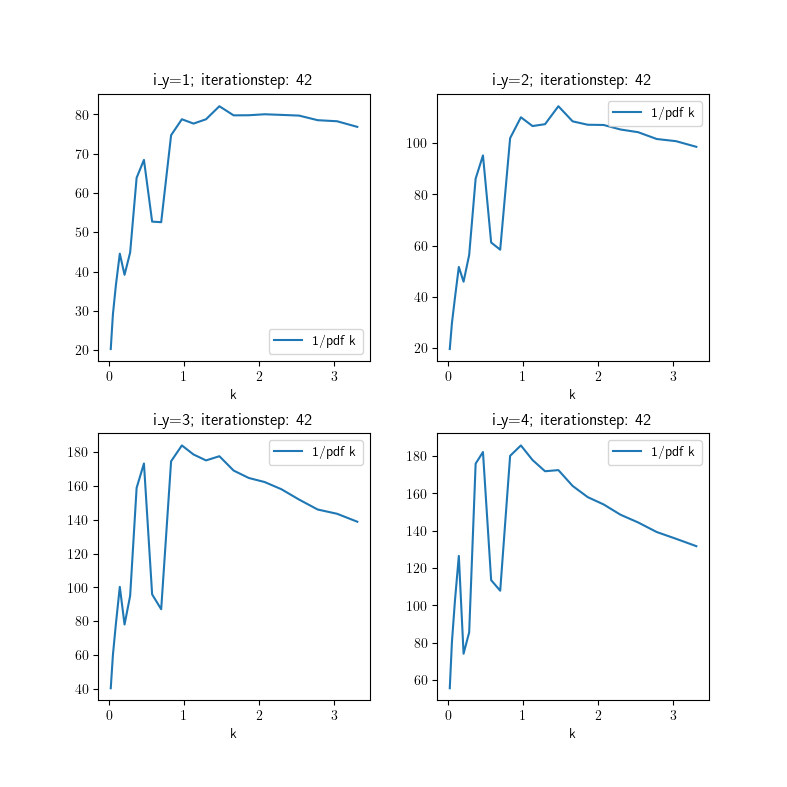 i_y=1; iterationstep: 42
80
70
60
50
40
30
20
1/pdf k
0 1 2 3
k
i_y=2; iterationstep: 42
100
80
60
40
20
1/pdf k
0 1 2 3
k
i_y=3; iterationstep: 42
180
160
140
120
100
80
60
40
1/pdf k
0 1 2 3
k
i_y=4; iterationstep: 42
180
160
140
120
100
80
60
1/pdf k
0 1 2 3
k